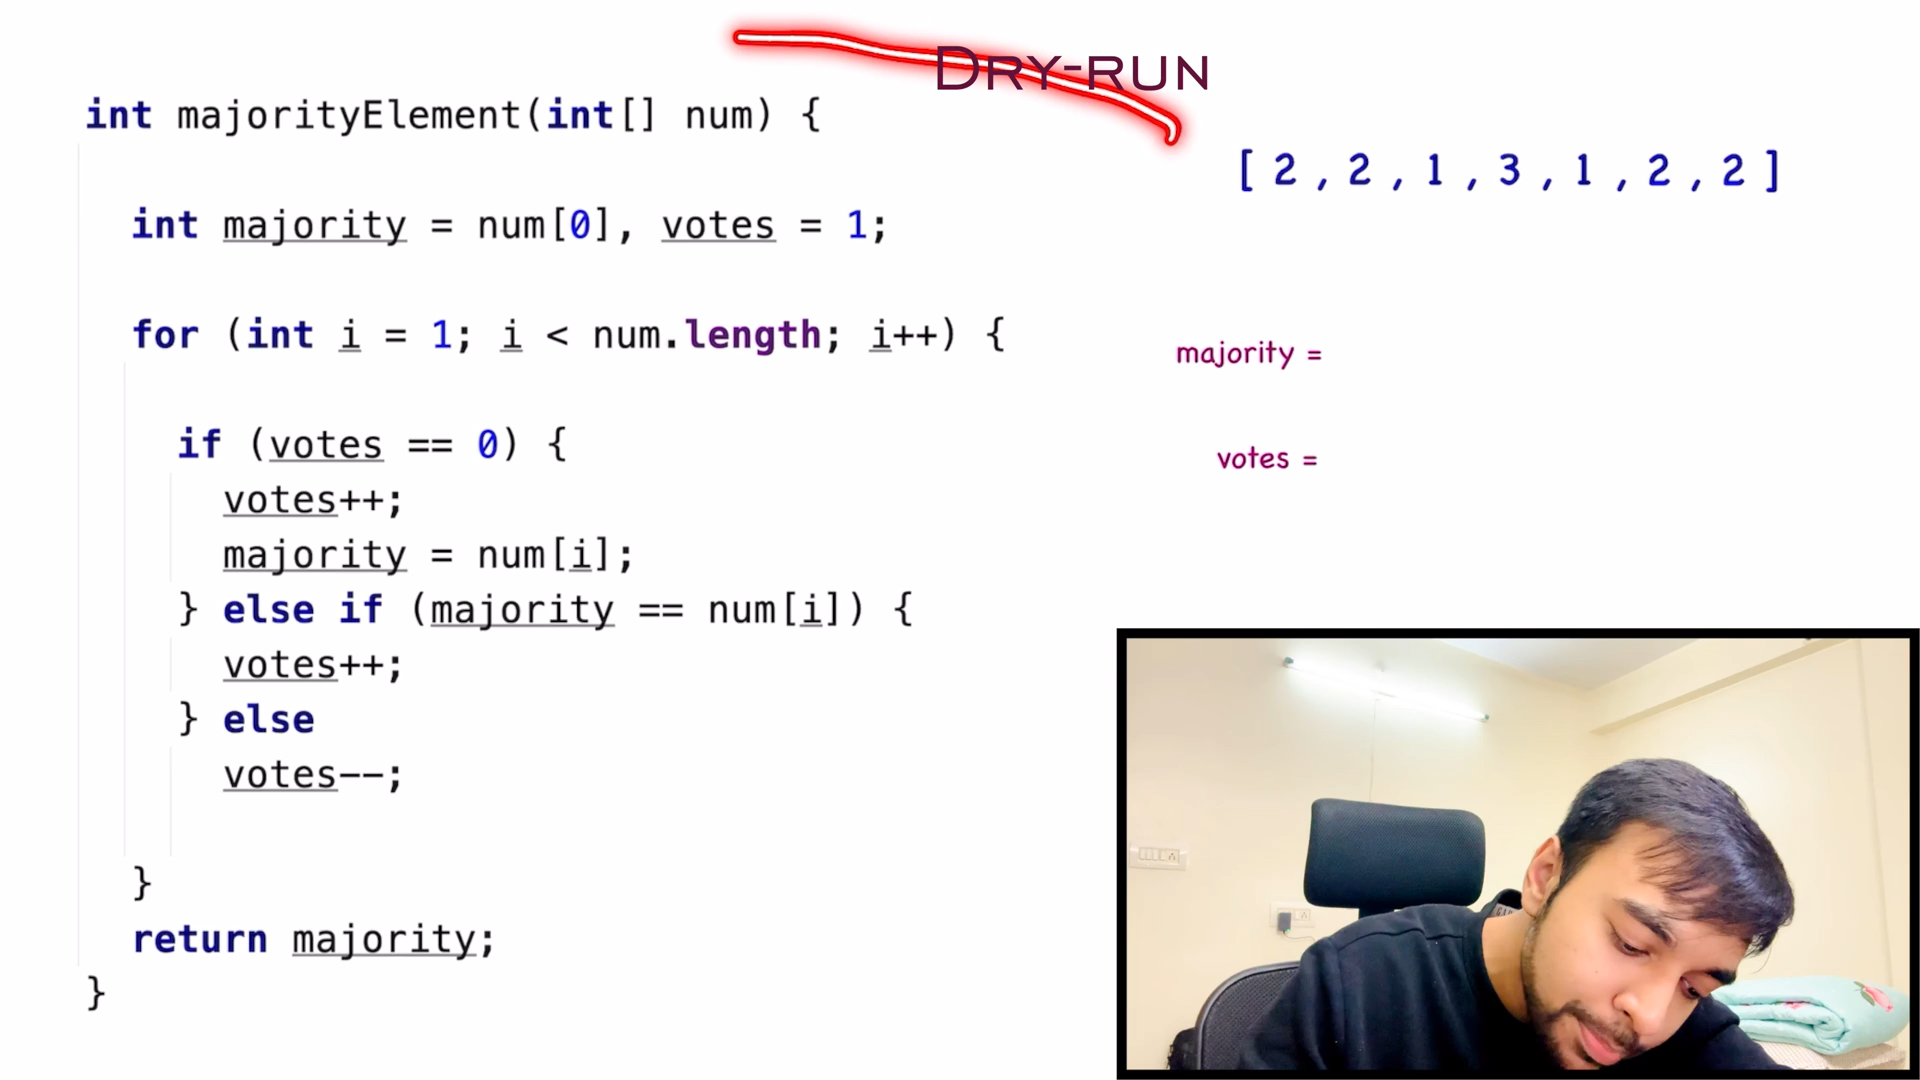 DRY-RUN
int majorityElement(int[] num) {
int majority = num[0], votes = 1;
for (int i = 1; i < num.length; i++) {
if (votes == 0) {
votes++;
majority = num[i];
} else if (majority == num[i]) {
votes++;
} else
votes--;
}
return majority;
}
[ 2 , 2 , 1 , 3 , 1 , 2 , 2 ]
majority =
votes =